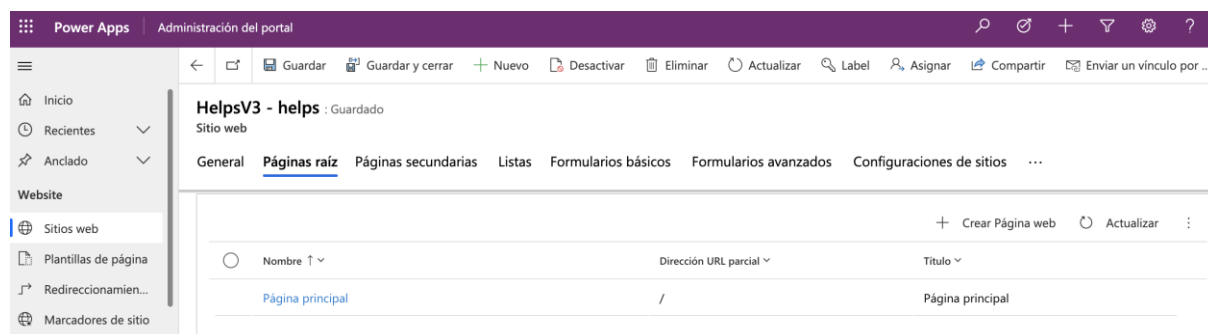 Power Apps Administración del portal
Guardar Guardar y cerrar Nuevo Desactivar Eliminar Actualizar Label Asignar Compartir Enviar un vínculo por ...
Inicio
Recientes
Anclado
Website
Sitios web
Plantillas de página
Redireccionamien...
Marcadores de sitio
HelpsV3 - helps : Guardado
Sitio web
General Páginas raíz Páginas secundarias Listas Formularios básicos Formularios avanzados Configuraciones de sitios ...
Crear Página web Actualizar
Nombre ↑ Dirección URL parcial Título
Página principal / Página principal